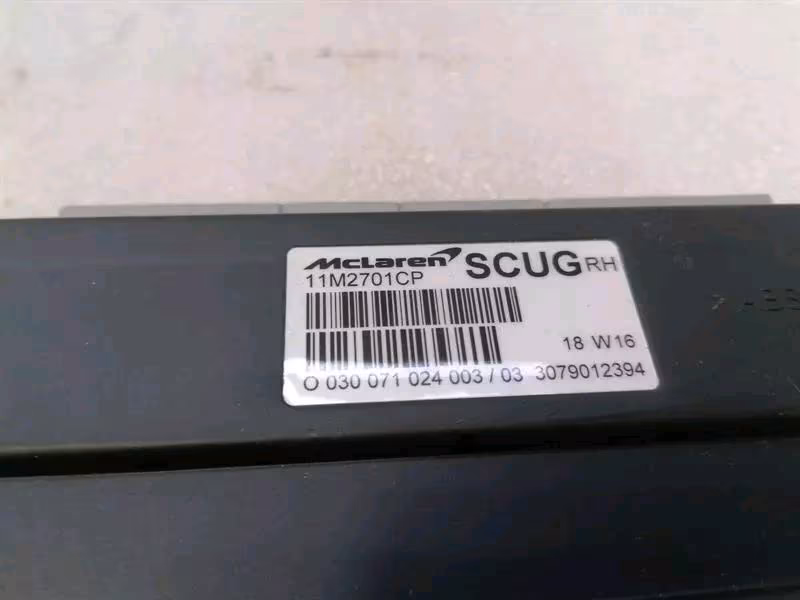 McLaren SCUG RH
11M2701CP
18 W16
O 030 071 024 003 / 03 3079012394